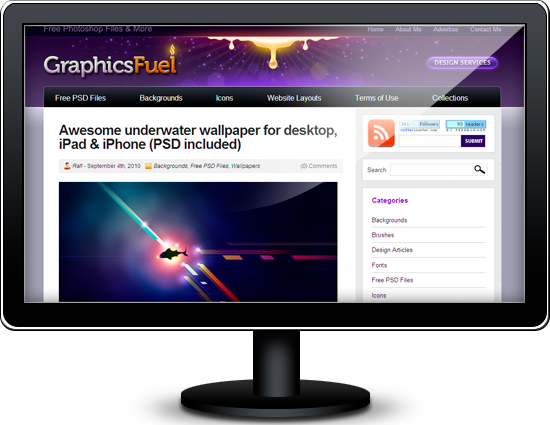 Free Photoshop Files & More
Home About Me Advertise Contact Me
GraphicsFuel
DESIGN SERVICES
Free PSD Files Backgrounds Icons Website Layouts Terms of Use Collections
Awesome underwater wallpaper for desktop,
iPad & iPhone (PSD included)
Rafi - September 4th, 2010 Backgrounds, Free PSD Files, Wallpapers (0) Comments
followers 93 readers
SUBMIT
Search
Categories
Backgrounds
Brushes
Design Articles
Fonts
Free PSD Files
Icons